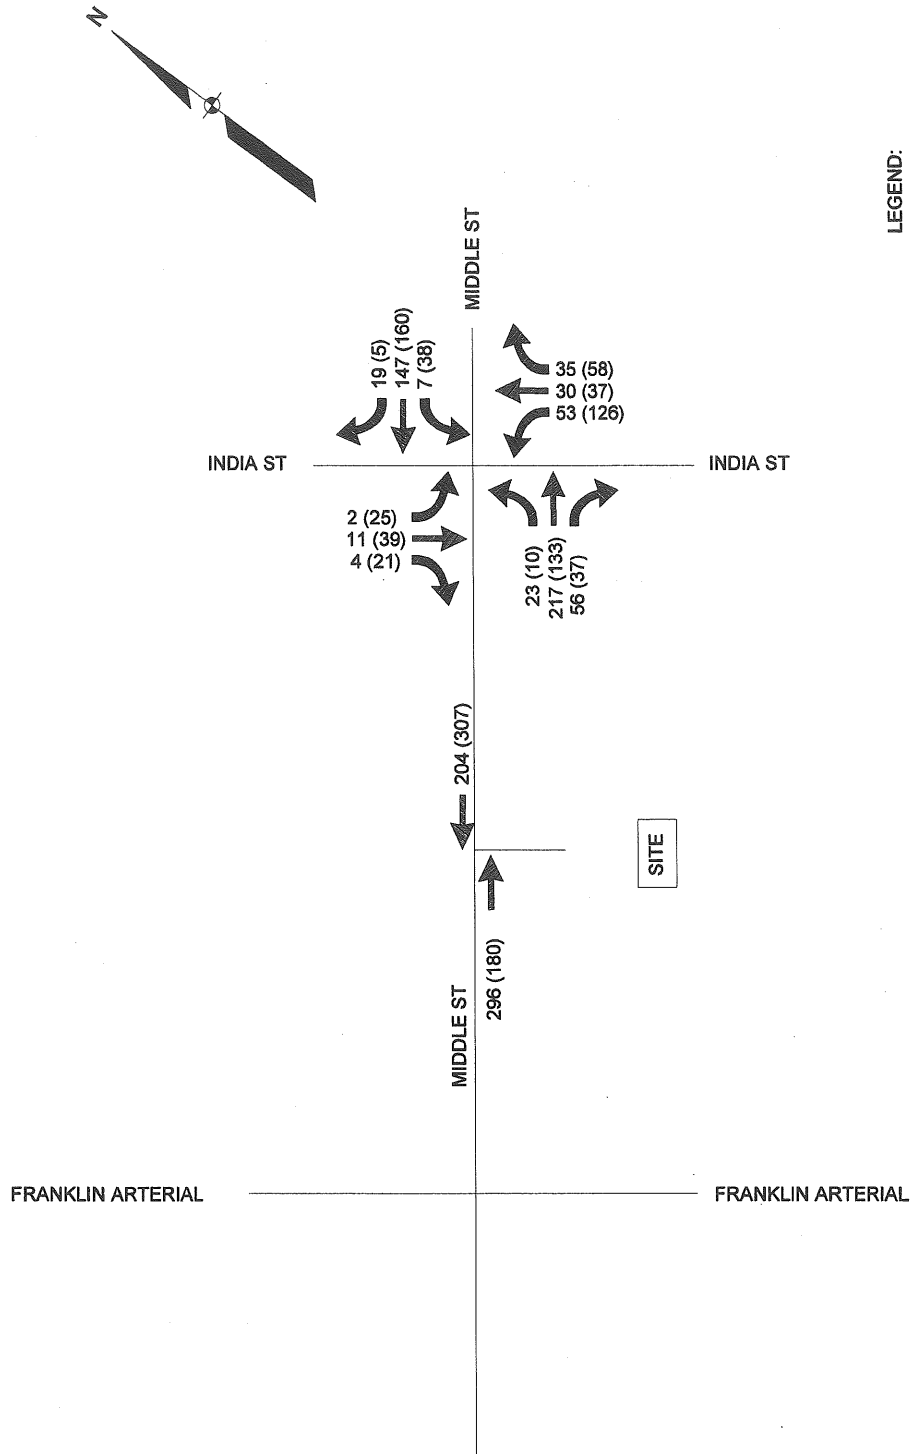 N
LEGEND:
MIDDLE ST
19 (5)
147 (160)
7 (38)
35 (58)
30 (37)
53 (126)
INDIA ST
INDIA ST
2 (25)
11 (39)
4 (21)
23 (10)
217 (133)
56 (37)
204 (307)
SITE
296 (180)
MIDDLE ST
FRANKLIN ARTERIAL
FRANKLIN ARTERIAL